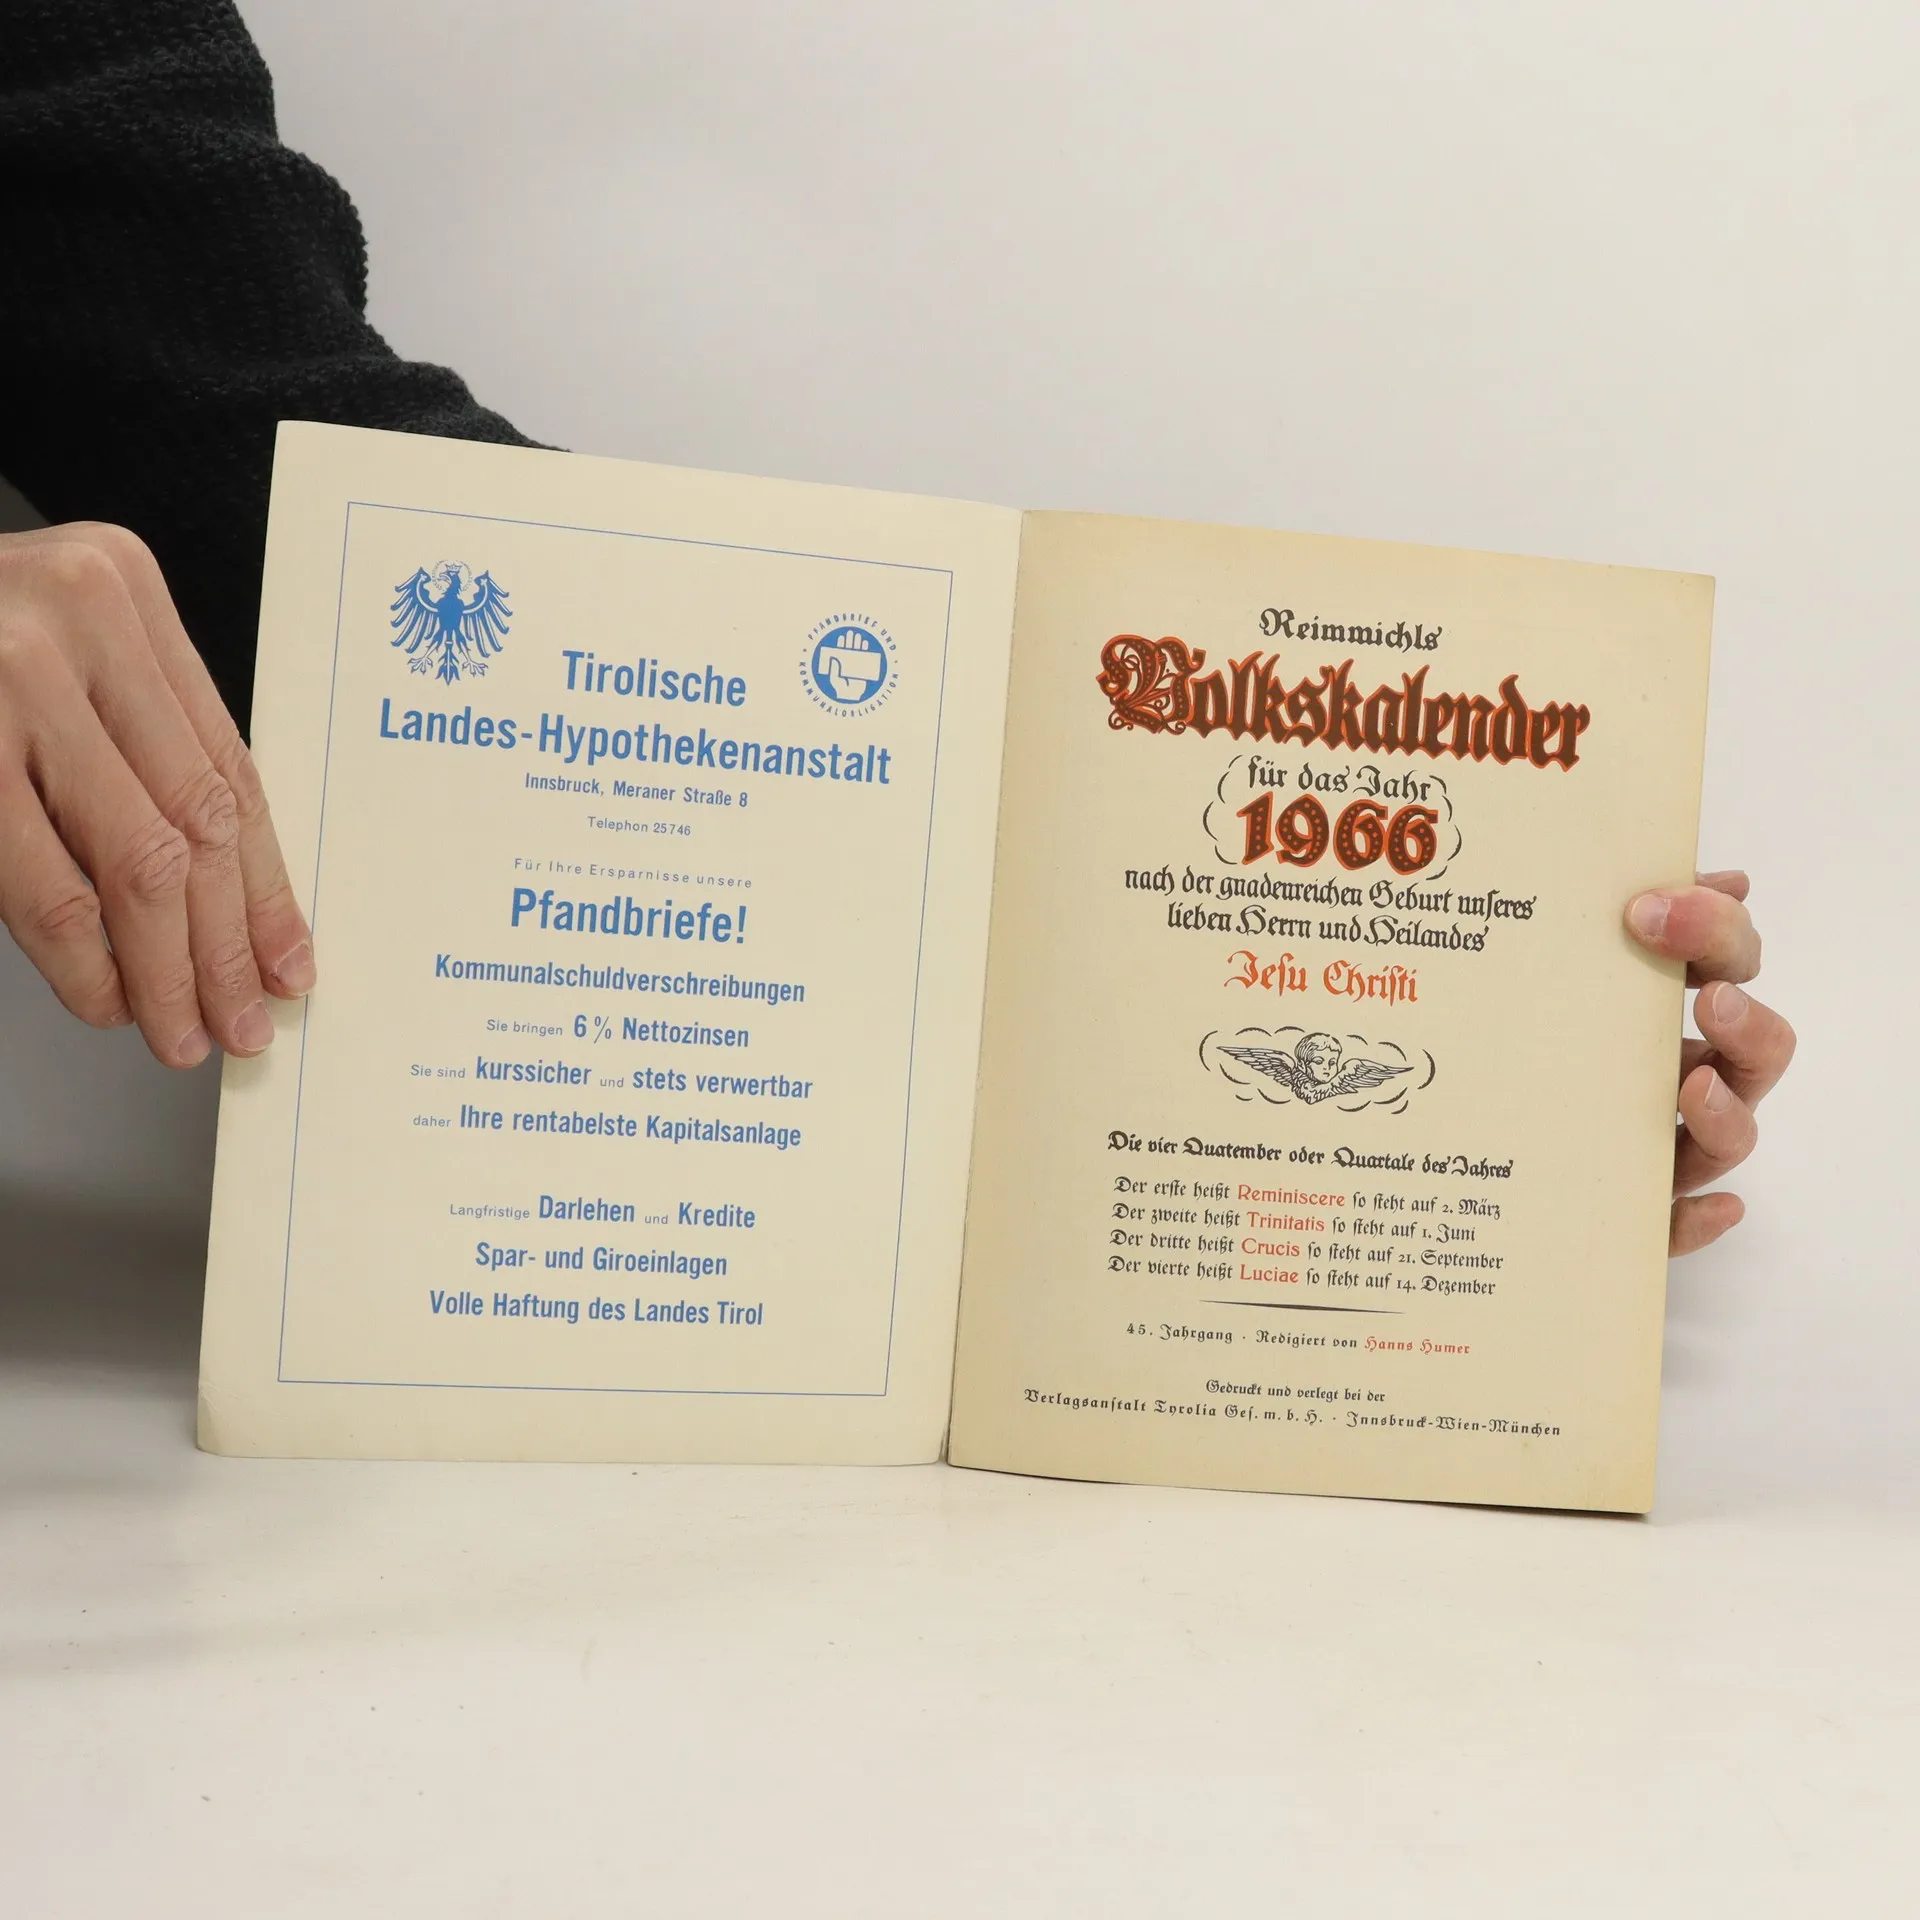 Tirolische
Landes-Hypothekenanstalt
PFANDBRIEF UND KOMMUNALOBLIGATION
Innsbruck, Meraner Straße 8
Telephon 25746
Für Ihre Ersparnisse unsere
Pfandbriefe!
Kommunalschuldverschreibungen
Sie bringen 6% Nettozinsen
Sie sind kurssicher und stets verwertbar
daher Ihre rentabelste Kapitalsanlage
Langfristige Darlehen und Kredite
Spar- und Giroeinlagen
Volle Haftung des Landes Tirol
Reimmichls
Volkskalender
für das Jahr
1966
nach der gnadenreichen Geburt unſeres
lieben Herrn und Heilandes
Jeſu Chriſti
Die vier Quatember oder Quartale des Jahres
Der erſte heißt Reminiscere ſo ſteht auf 2. März
Der zweite heißt Trinitatis ſo ſteht auf 1. Juni
Der dritte heißt Crucis ſo ſteht auf 21. September
Der vierte heißt Luciae ſo ſteht auf 14. Dezember
45. Jahrgang · Redigiert von Hanns Humer
Gedruckt und verlegt bei der
Verlagsanſtalt Tyrolia Geſ. m. b. H. · Innsbruck-Wien-München